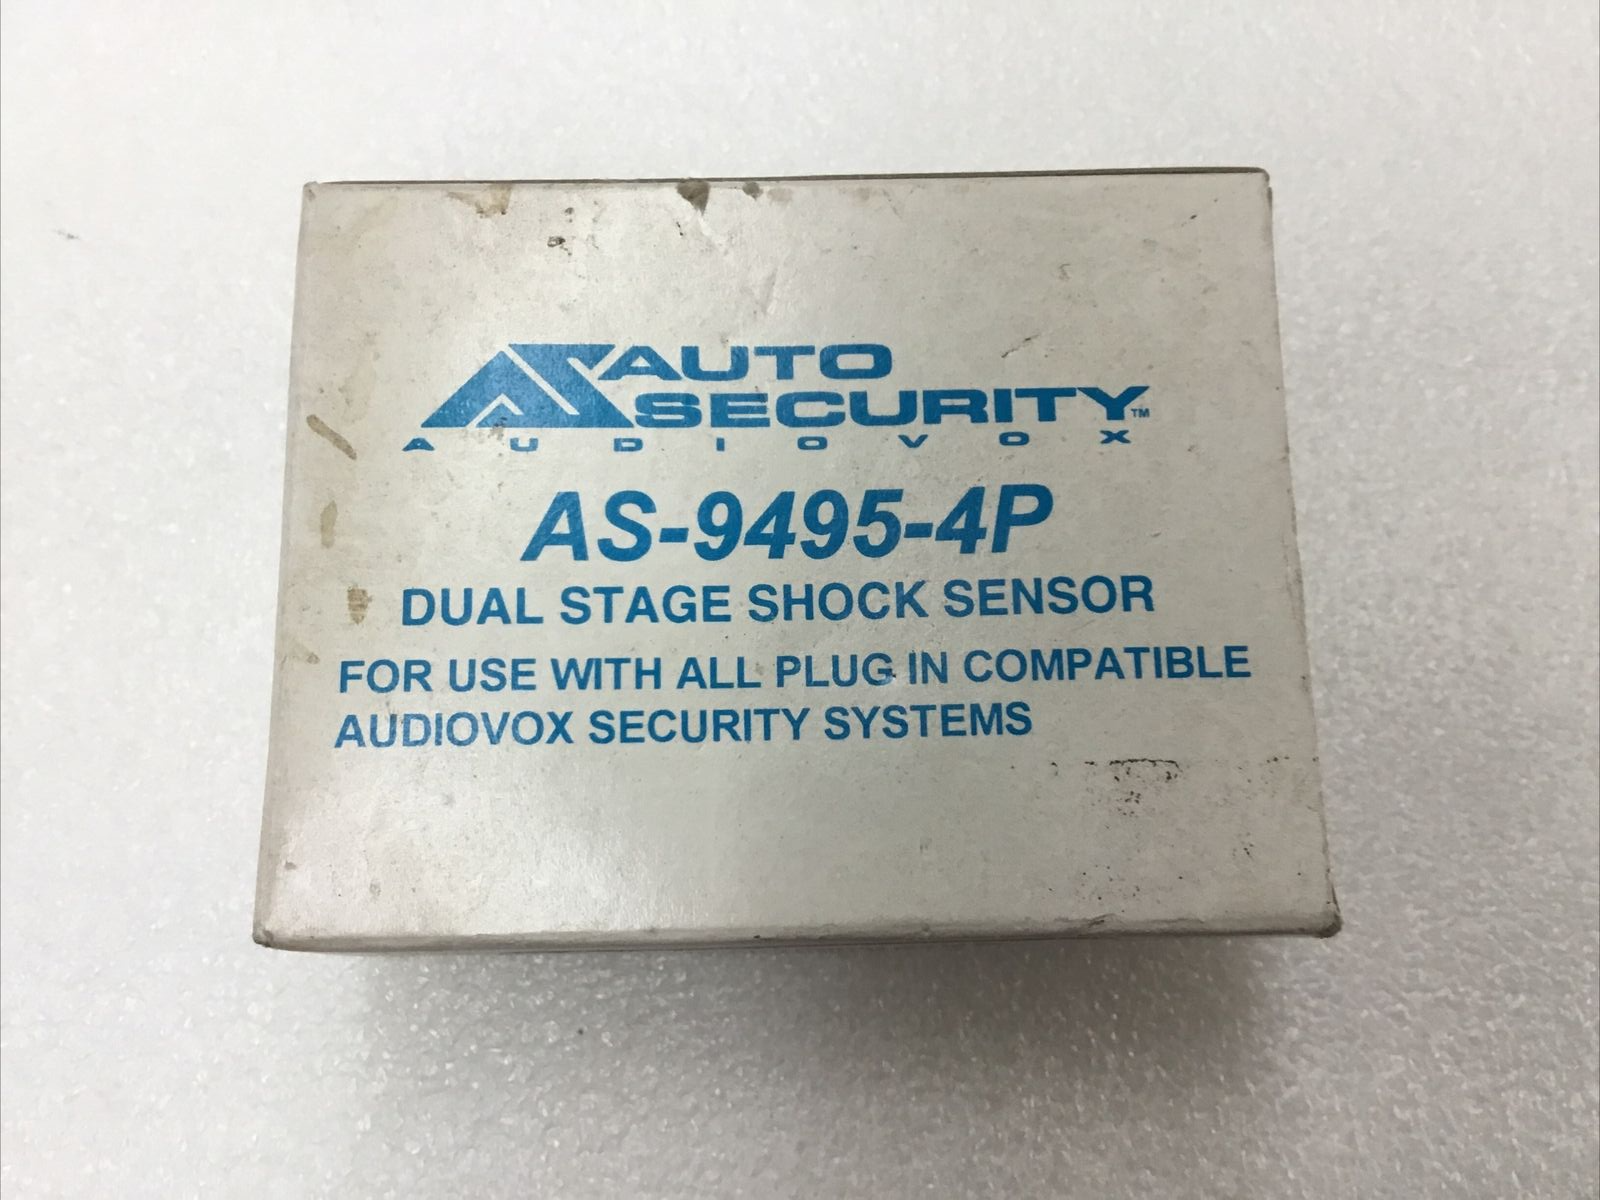 AS AUTO
SECURITY™
AUDIOVOX
AS-9495-4P
DUAL STAGE SHOCK SENSOR
FOR USE WITH ALL PLUG IN COMPATIBLE
AUDIOVOX SECURITY SYSTEMS